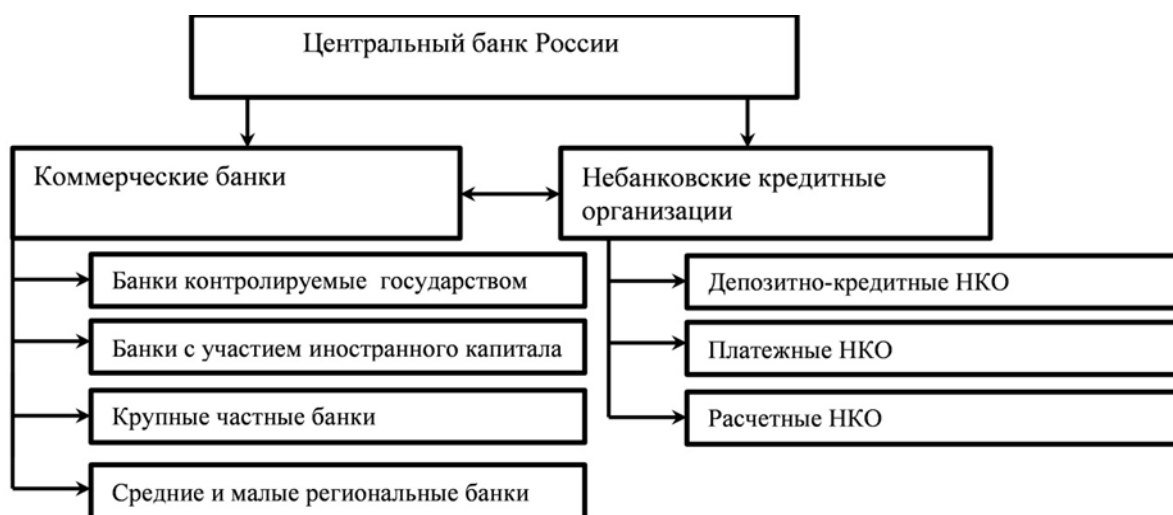 Центральный банк России
Коммерческие банки
Небанковские кредитные
организации
Банки контролируемые государством
Банки с участием иностранного капитала
Крупные частные банки
Средние и малые региональные банки
Депозитно-кредитные НКО
Платежные НКО
Расчетные НКО